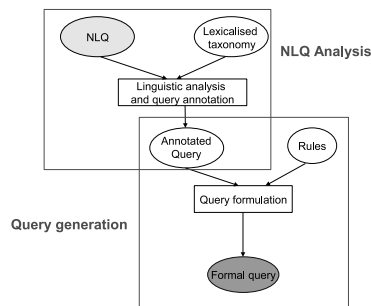 NLQ
Lexicalised
taxonomy
NLQ Analysis
Linguistic analysis
and query annotation
Annotated
Query
Rules
Query formulation
Query generation
Formal query